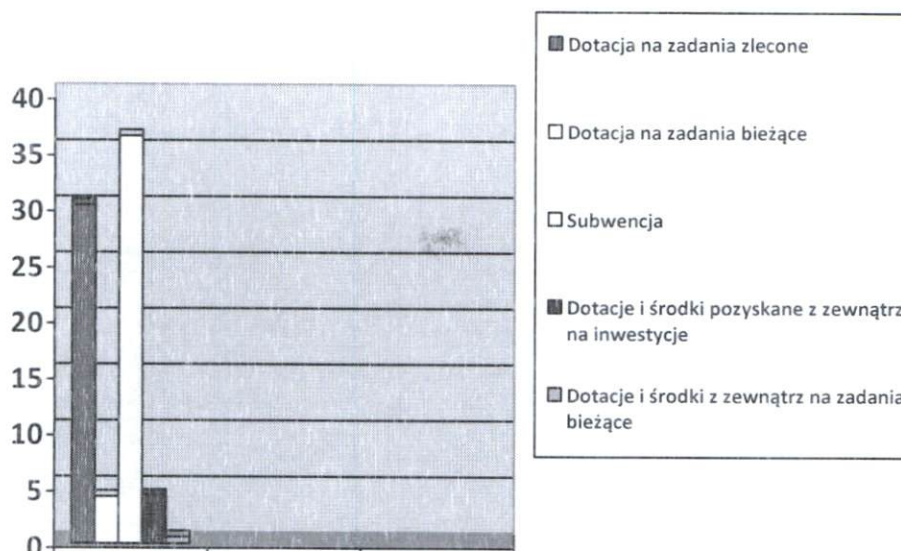 40
35
30
25
20
15
10
5
0
Dotacja na zadania zlecone
Dotacja na zadania bieżące
Subwencja
Dotacje i środki pozyskane z zewnątrz
na inwestycje
Dotacje i środki z zewnątrz na zadania
bieżące